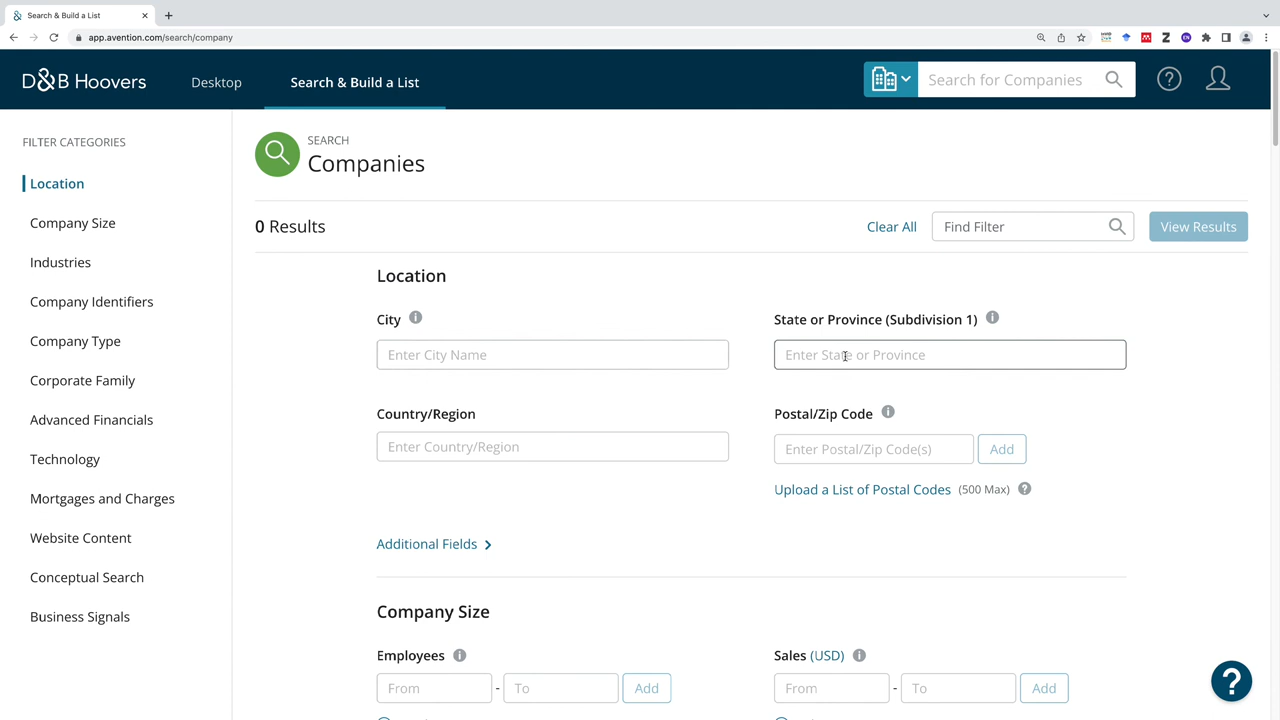 Search & Build a List
app.avention.com/search/company
D&B Hoovers
Desktop
Search & Build a List
Search for Companies
FILTER CATEGORIES
Location
Company Size
Industries
Company Identifiers
Company Type
Corporate Family
Advanced Financials
Technology
Mortgages and Charges
Website Content
Conceptual Search
Business Signals
SEARCH
Companies
0 Results
Clear All
Find Filter
View Results
Location
City
Enter City Name
State or Province (Subdivision 1)
Enter State or Province
Country/Region
Enter Country/Region
Postal/Zip Code
Enter Postal/Zip Code(s)
Add
Upload a List of Postal Codes (500 Max)
Additional Fields
Company Size
Employees
From - To Add
Sales (USD)
From - To Add